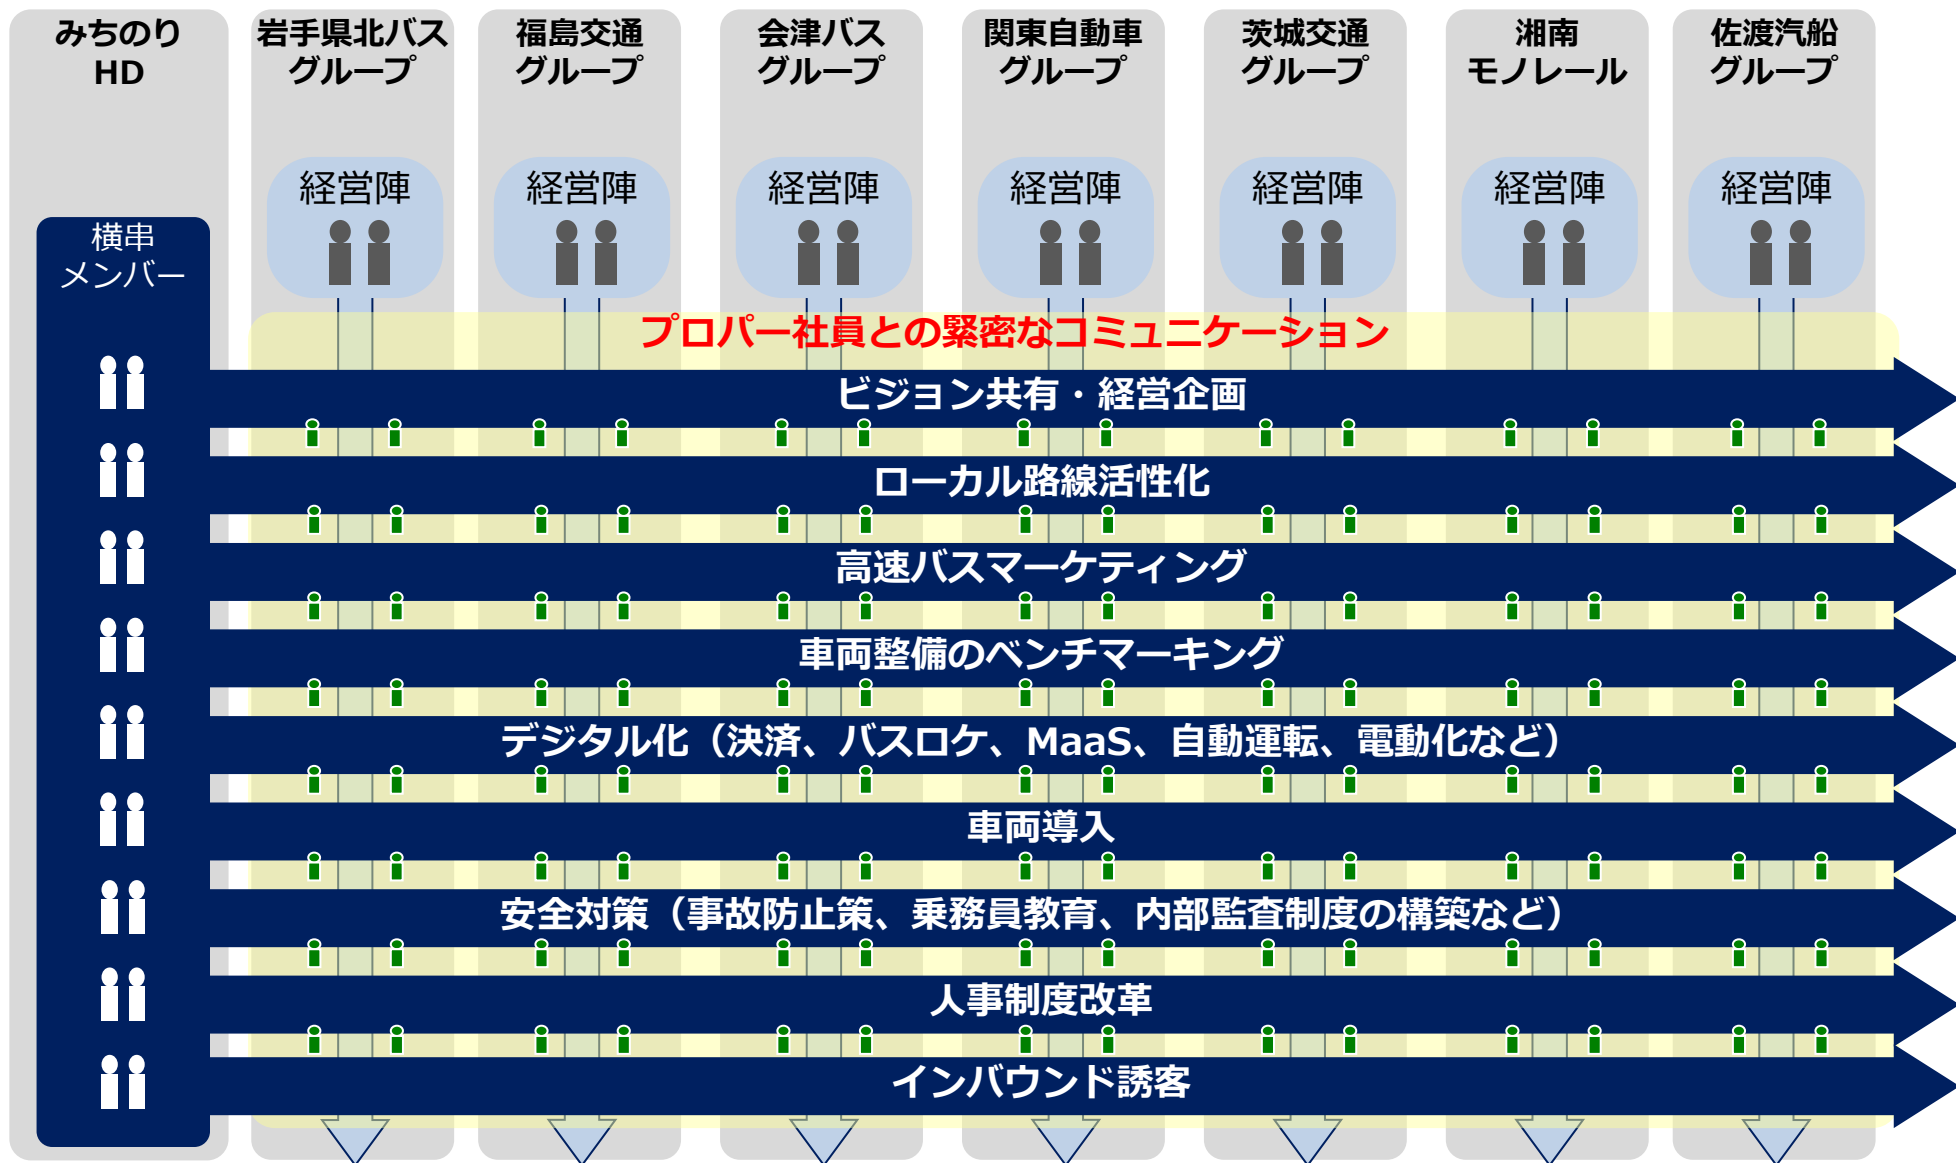 みちのり
HD
岩手県北バス
グループ
福島交通
グループ
会津バス
グループ
関東自動車
グループ
茨城交通
グループ
湘南
モノレール
佐渡汽船
グループ
横串
メンバー
経営陣
経営陣
経営陣
経営陣
経営陣
経営陣
経営陣
プロパー社員との緊密なコミュニケーション
ビジョン共有・経営企画
ローカル路線活性化
高速バスマーケティング
車両整備のベンチマーキング
デジタル化（決済、バスロケ、MaaS、自動運転、電動化など）
車両導入
安全対策（事故防止策、乗務員教育、内部監査制度の構築など）
人事制度改革
インバウンド誘客